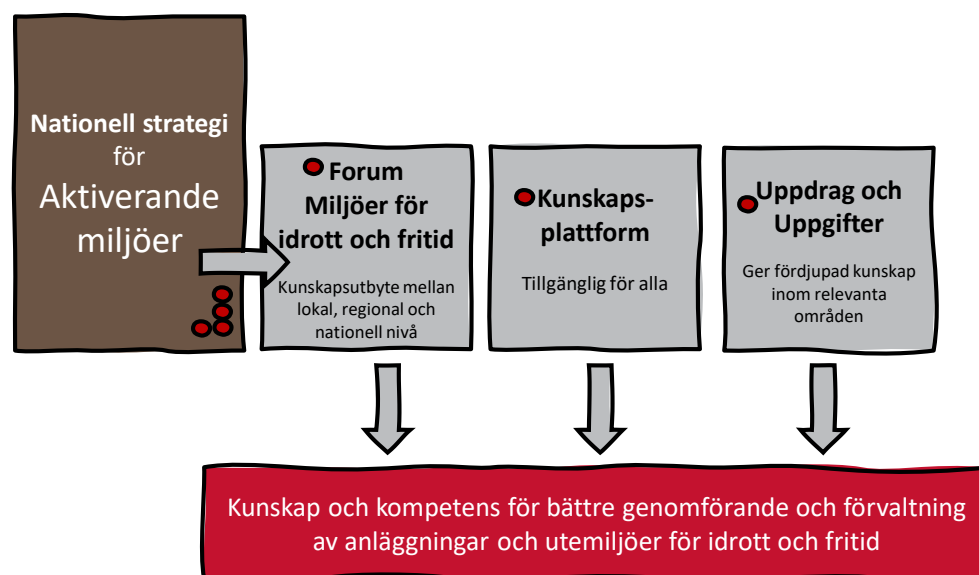 Nationell strategi
för
Aktiverande
miljöer
Forum
Miljöer för
idrott och fritid
Kunskapsutbyte mellan
lokal, regional och
nationell nivå
Kunskaps-
plattform
Tillgänglig för alla
Uppdrag och
Uppgifter
Ger fördjupad kunskap
inom relevanta
områden
Kunskap och kompetens för bättre genomförande och förvaltning
av anläggningar och utemiljöer för idrott och fritid